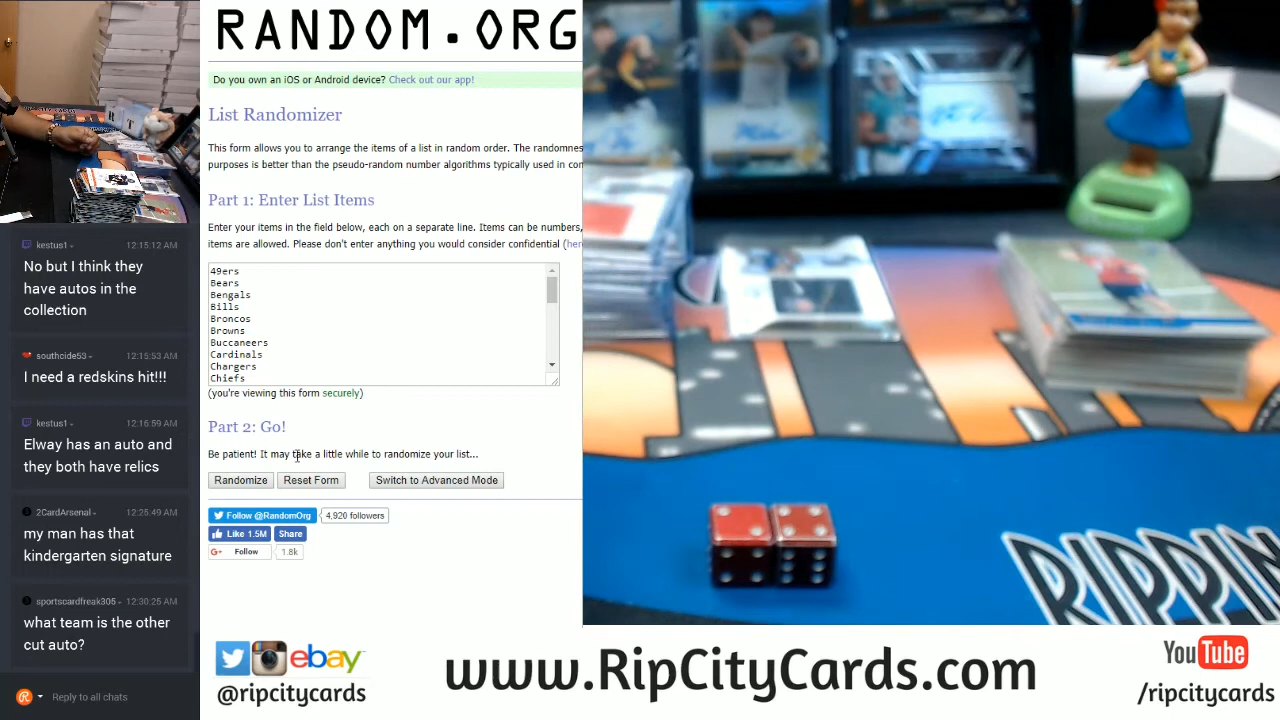 kestus1 12:15:12 AM
No but I think they
have autos in the
collection
southcide53 12:15:53 AM
I need a redskins hit!!!
kestus1 12:16:59 AM
Elway has an auto and
they both have relics
2CardArsenal 12:25:49 AM
my man has that
kindergarten signature
sportscardfreak305 12:30:25 AM
what team is the other
cut auto?
Reply to all chats
RANDOM.ORG
Do you own an iOS or Android device? Check out our app!
List Randomizer
This form allows you to arrange the items of a list in random order. The randomnes
purposes is better than the pseudo-random number algorithms typically used in con
Part 1: Enter List Items
Enter your items in the field below, each on a separate line. Items can be numbers,
items are allowed. Please don't enter anything you would consider confidential (her
49ers
Bears
Bengals
Bills
Broncos
Browns
Buccaneers
Cardinals
Chargers
Chiefs
(you're viewing this form securely)
Part 2: Go!
Be patient! It may take a little while to randomize your list...
Randomize Reset Form Switch to Advanced Mode
Follow @RandomOrg 4,920 followers
Like 1.5M Share
G+ Follow 1.8k
RIPPIN
ebay
@ripcitycards
www.RipCityCards.com
YouTube
/ripcitycards